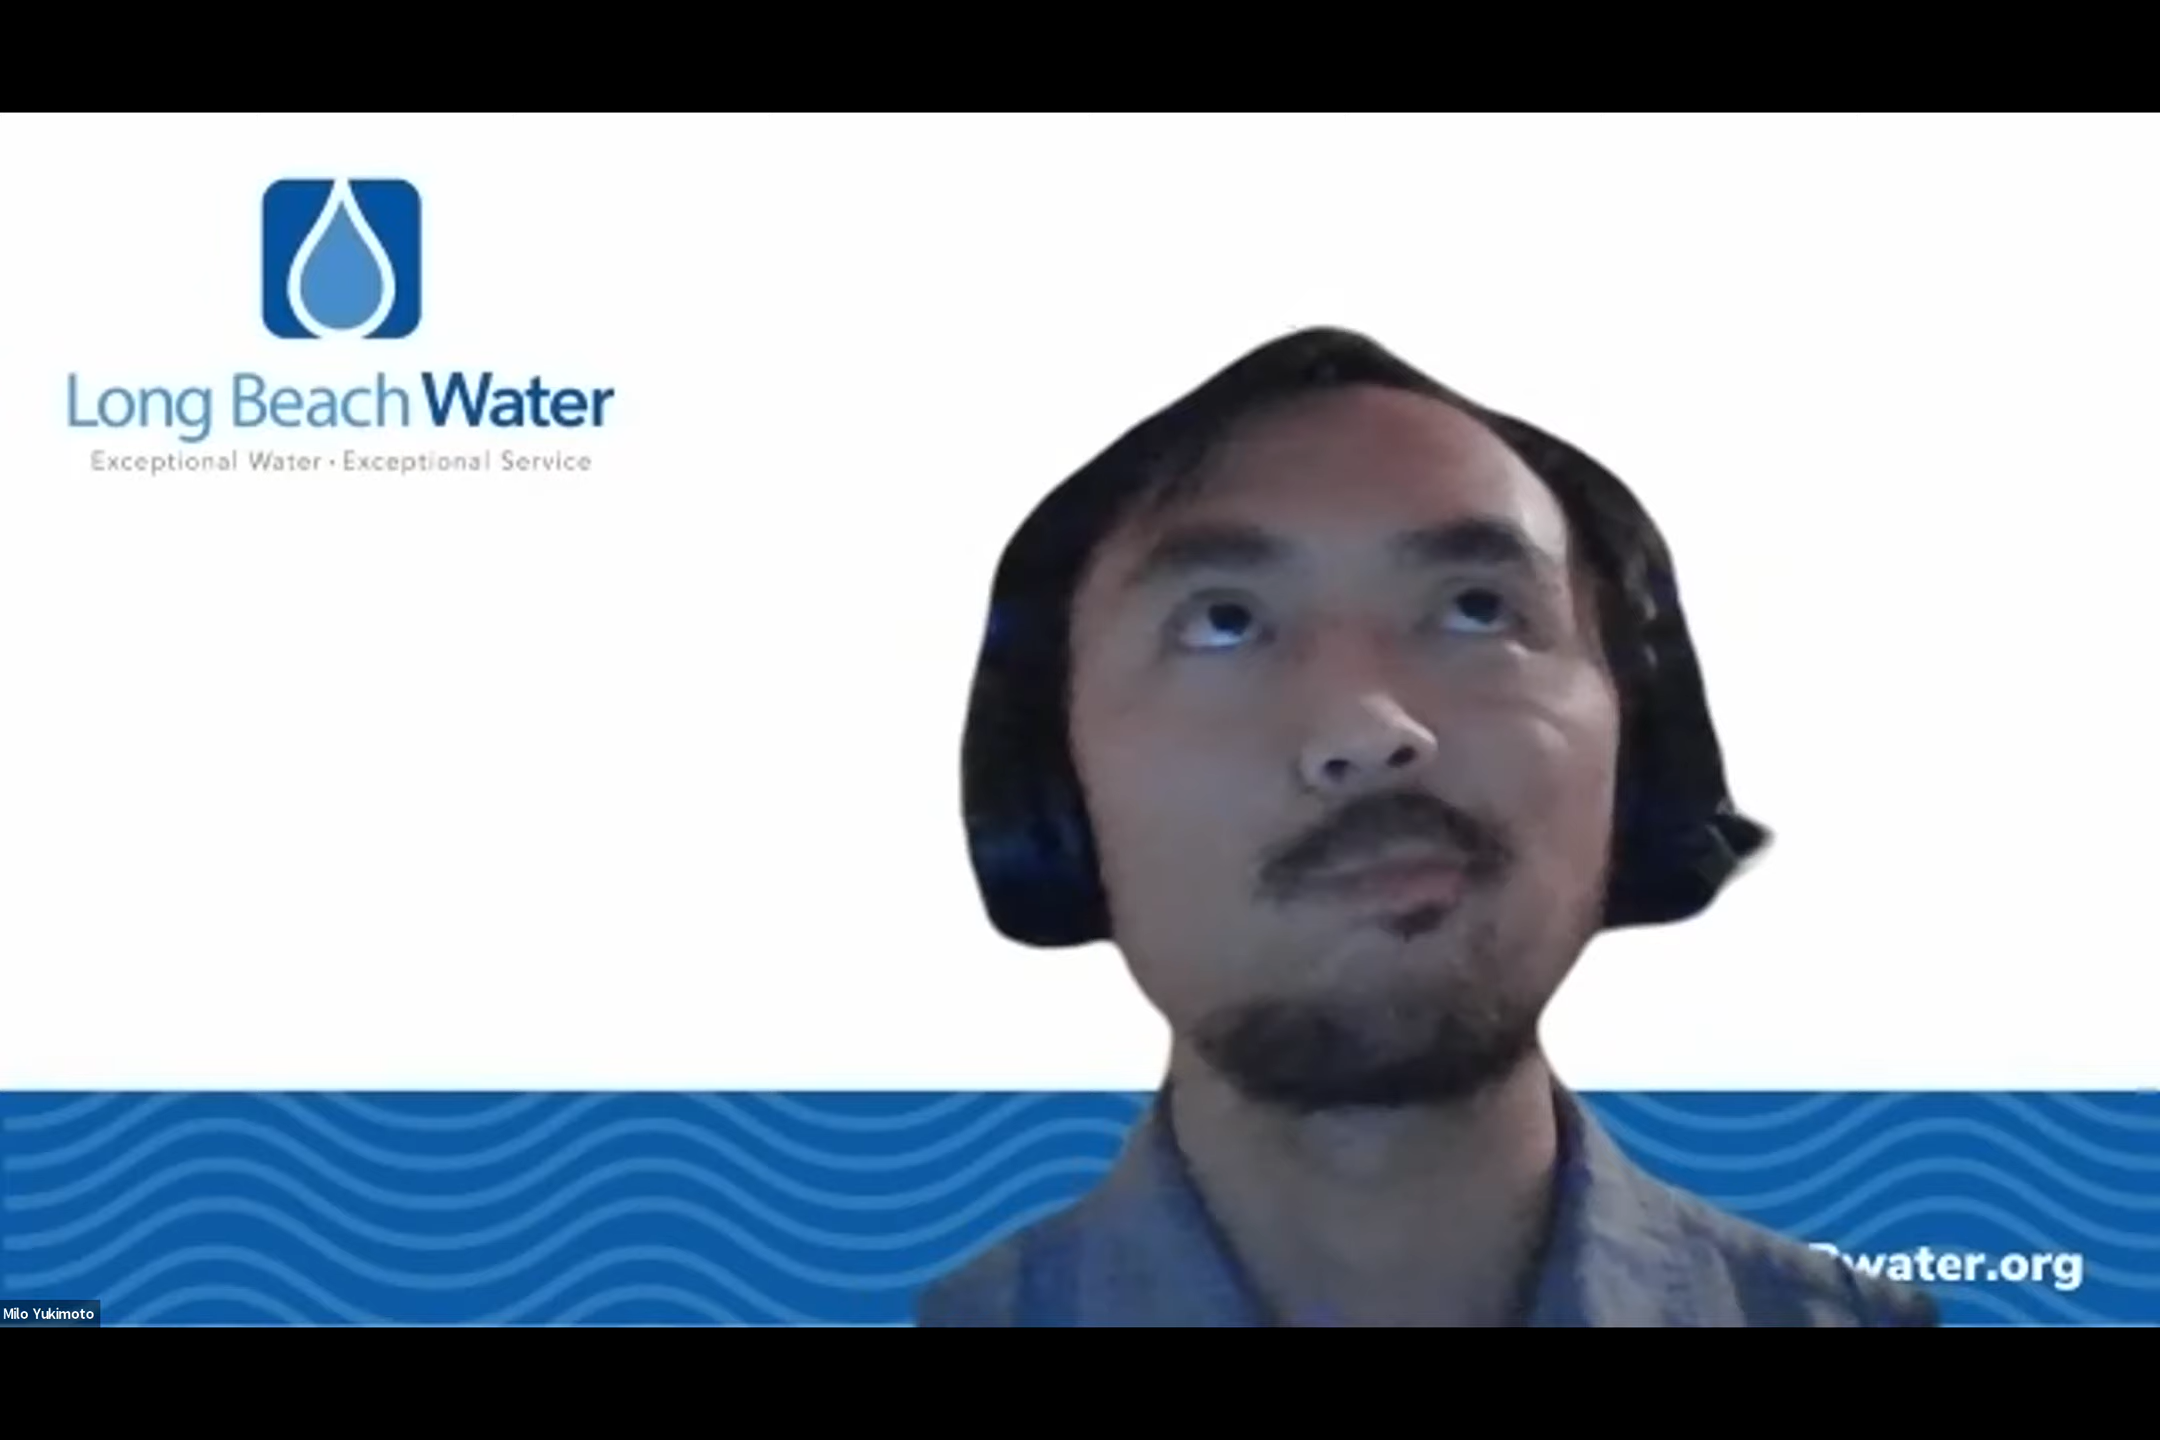 Long Beach Water
Exceptional Water • Exceptional Service
water.org
Milo Yukimoto